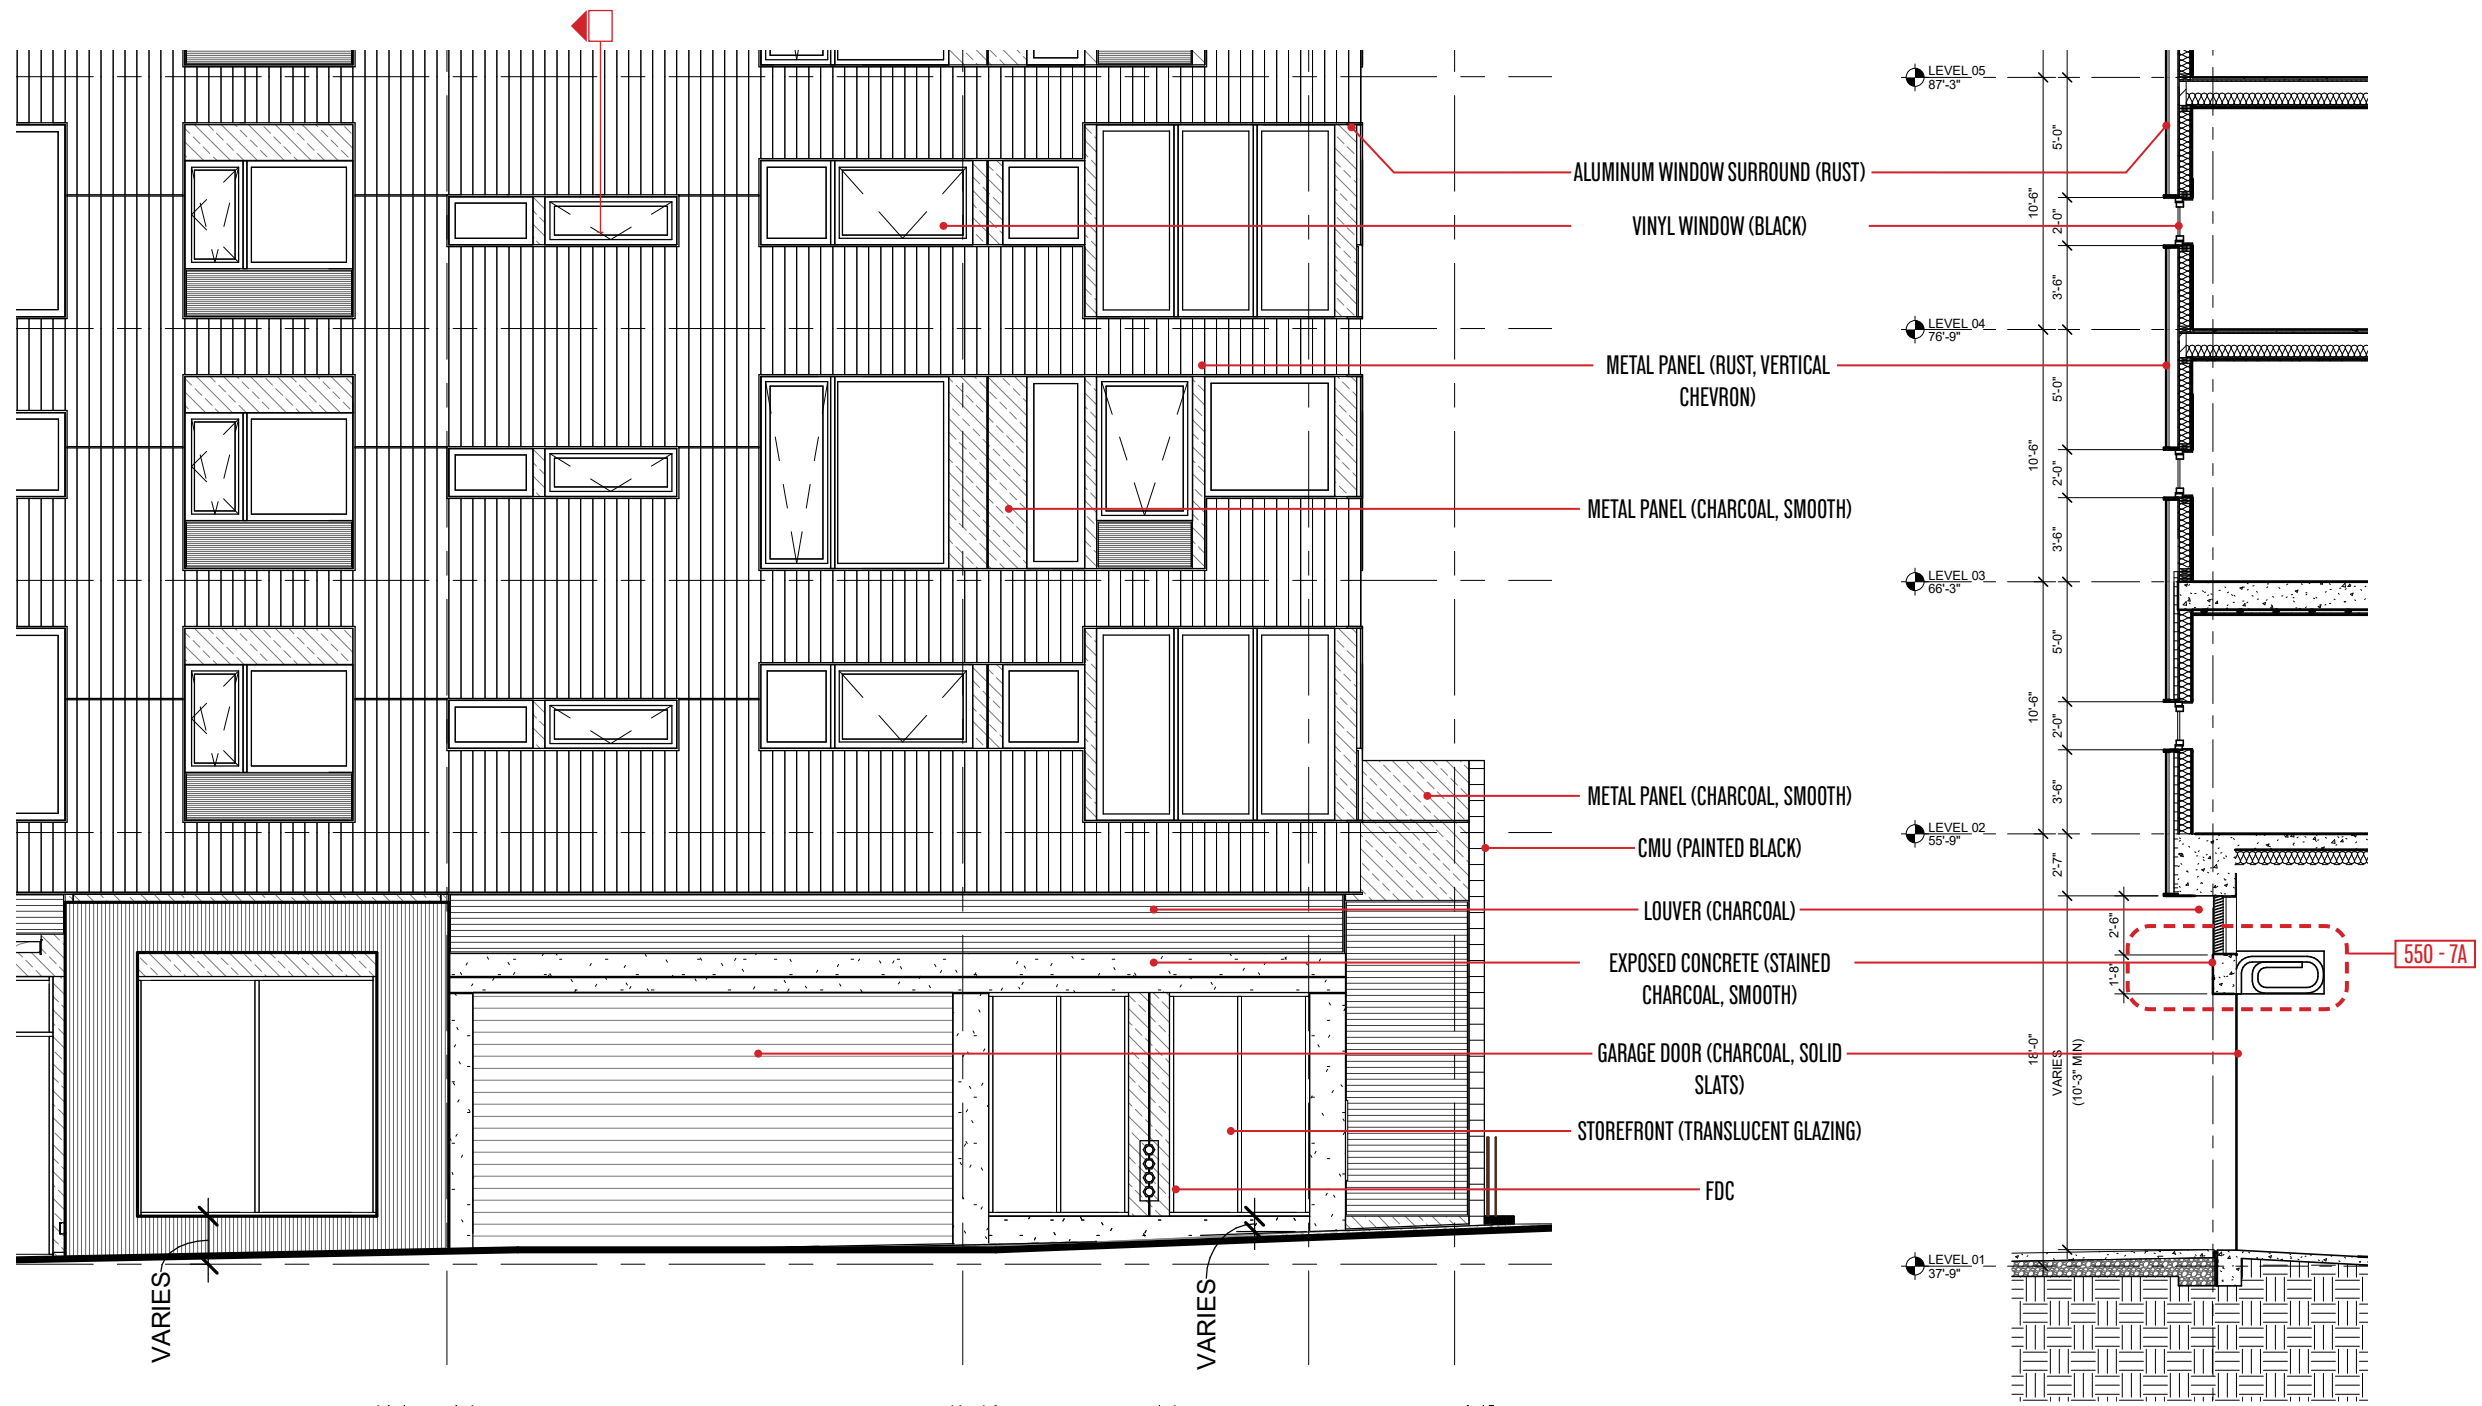 LEVEL 05
87'-3"
5'-0"
ALUMINUM WINDOW SURROUND (RUST)
10'-6"
2'-0"
VINYL WINDOW (BLACK)
3'-6"
LEVEL 04
76'-9"
METAL PANEL (RUST, VERTICAL
CHEVRON)
5'-0"
10'-6"
2'-0"
METAL PANEL (CHARCOAL, SMOOTH)
3'-6"
LEVEL 03
66'-3"
5'-0"
10'-6"
2'-0"
METAL PANEL (CHARCOAL, SMOOTH)
3'-6"
LEVEL 02
55'-9"
CMU (PAINTED BLACK)
2'-7"
LOUVER (CHARCOAL)
2'-6"
EXPOSED CONCRETE (STAINED
CHARCOAL, SMOOTH)
1'-8"
550 - 7A
GARAGE DOOR (CHARCOAL, SOLID
SLATS)
18'-0"
VARIES
(10'-3" MIN)
STOREFRONT (TRANSLUCENT GLAZING)
FDC
LEVEL 01
37'-9"
VARIES
VARIES